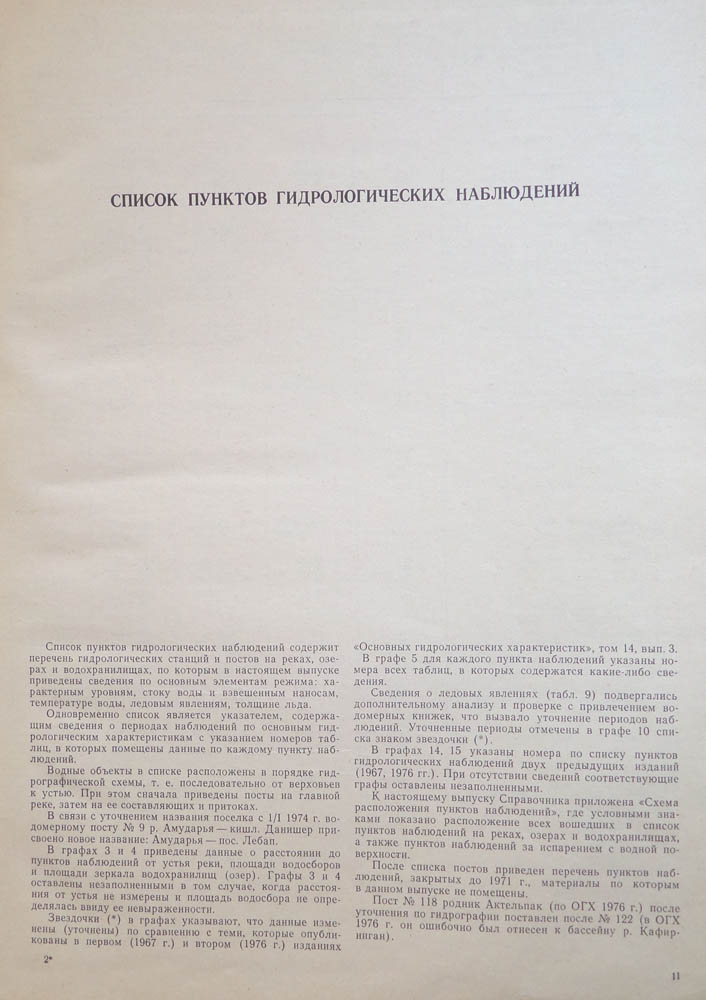 СПИСОК ПУНКТОВ ГИДРОЛОГИЧЕСКИХ НАБЛЮДЕНИЙ
Список пунктов гидрологических наблюдений содержит
перечень гидрологических станций и постов на реках, озе-
рах и водохранилищах, по которым в настоящем выпуске
приведены сведения по основным элементам режима: ха-
рактерным уровням, стоку воды и взвешенным наносам,
температуре воды, ледовым явлениям, толщине льда.
Одновременно список является указателем, содержа-
щим сведения о периодах наблюдений по основным гид-
рологическим характеристикам с указанием номеров таб-
лиц, в которых помещены данные по каждому пункту наб-
людений.
Водные объекты в списке расположены в порядке гид-
рографической схемы, т. е. последовательно от верховьев
к устью. При этом сначала приведены посты на главной
реке, затем на ее составляющих и притоках.
В связи с уточнением названия поселка с 1/1 1974 г. во-
домерному посту № 9 р. Амударья — кишл. Данишер при-
своено новое название: Амударья — пос. Лебап.
В графах 3 и 4 приведены данные о расстоянии до
пунктов наблюдений от устья реки, площади водосборов
и площади зеркала водохранилищ (озер). Графы 3 и 4
оставлены незаполненными в том случае, когда расстоя-
ния от устья не измерены и площадь водосбора не опре-
делялась ввиду ее невыраженности.
Звездочки (*) в графах указывают, что данные изме-
нены (уточнены) по сравнению с теми, которые опубли-
кованы в первом (1967 г.) и втором (1976 г.) изданиях
2*
«Основных гидрологических характеристик», том 14, вып. 3.
В графе 5 для каждого пункта наблюдений указаны но-
мера всех таблиц, в которых содержатся какие-либо све-
дения.
Сведения о ледовых явлениях (табл. 9) подвергались
дополнительному анализу и проверке с привлечением во-
домерных книжек, что вызвало уточнение периодов наб-
людений. Уточненные периоды отмечены в графе 10 спи-
ска знаком звездочки (*).
В графах 14, 15 указаны номера по списку пунктов
гидрологических наблюдений двух предыдущих изданий
(1967, 1976 гг.). При отсутствии сведений соответствующие
графы оставлены незаполненными.
К настоящему выпуску Справочника приложена «Схема
расположения пунктов наблюдений», где условными зна-
ками показано расположение всех вошедших в список
пунктов наблюдений на реках, озерах и водохранилищах,
а также пунктов наблюдений за испарением с водной по-
верхности.
После списка постов приведен перечень пунктов наб-
людений, закрытых до 1971 г., материалы по которым
в данном выпуске не помещены.
Пост № 118 родник Актельпак (по ОГХ 1976 г.) после
уточнения по гидрографии поставлен после № 122 (в ОГХ
1976 г. он ошибочно был отнесен к бассейну р. Кафир-
ниган).
11